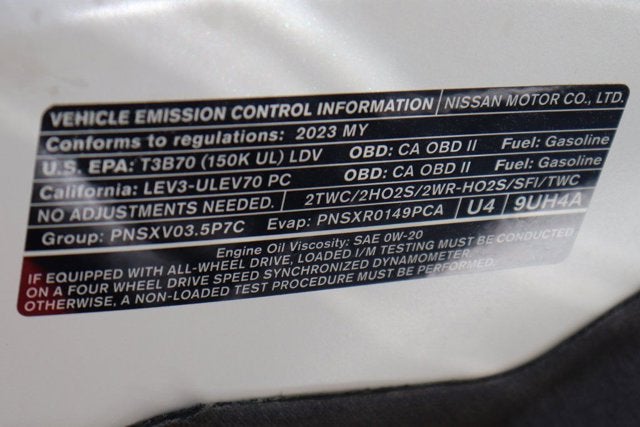 VEHICLE EMISSION CONTROL INFORMATION NISSAN MOTOR CO., LTD.
Conforms to regulations: 2023 MY
U.S. EPA: T3B70 (150K UL) LDV OBD: CA OBD II Fuel: Gasoline
California: LEV3-ULEV70 PC OBD: CA OBD II Fuel: Gasoline
NO ADJUSTMENTS NEEDED. 2TWC/2HO2S/2WR-HO2S/SFI/TWC
Group: PNSXV03.5P7C Evap: PNSXR0149PCA U4 9UH4A
Engine Oil Viscosity: SAE 0W-20
IF EQUIPPED WITH ALL-WHEEL DRIVE, LOADED I/M TESTING MUST BE CONDUCTED
ON A FOUR WHEEL DRIVE SPEED SYNCHRONIZED DYNAMOMETER.
OTHERWISE, A NON-LOADED TEST PROCEDURE MUST BE PERFORMED.